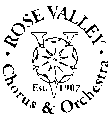 · ROSE VALLEY ·
Est. 1907
Chorus & Orchestra